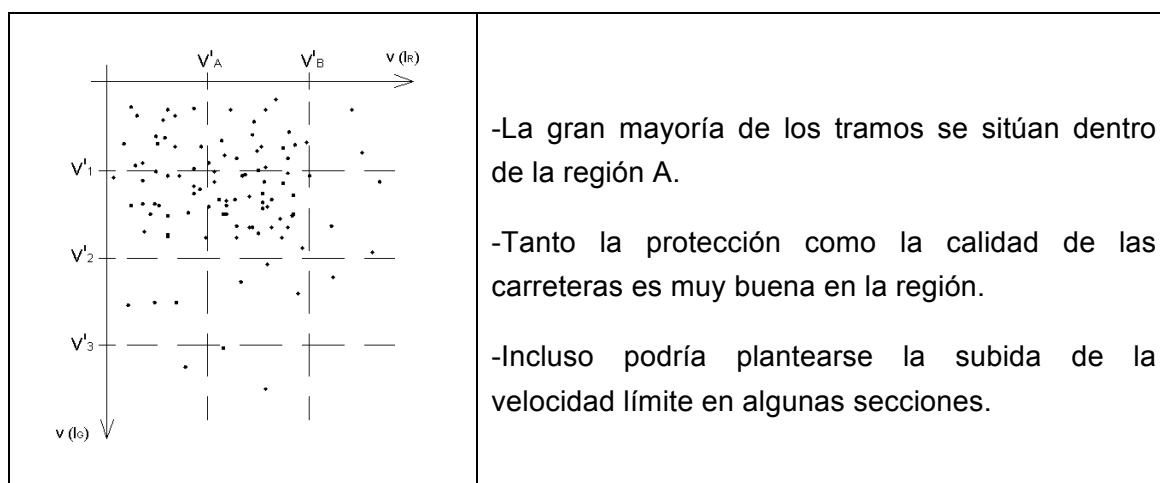 V'A V'B v (IR)
V'1
V'2
V'3
v (IG)
-La gran mayoría de los tramos se sitúan dentro
de la región A.
-Tanto la protección como la calidad de las
carreteras es muy buena en la región.
-Incluso podría plantearse la subida de la
velocidad límite en algunas secciones.